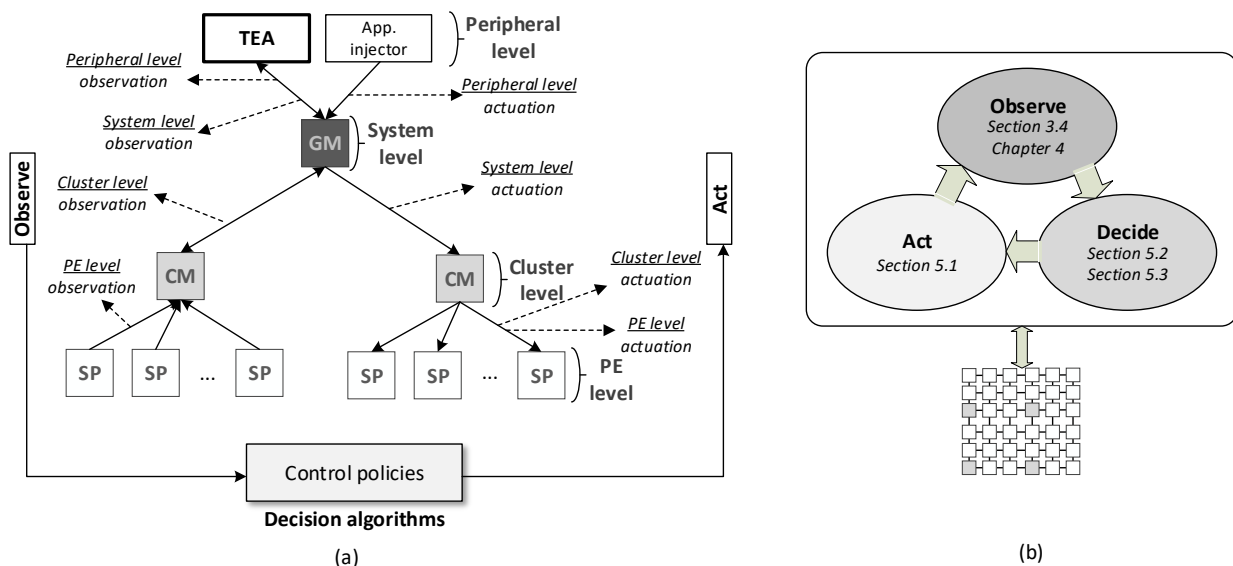 TEA
App.
injector
Peripheral
level
Peripheral level
observation
Peripheral level
actuation
System level
observation
GM
System
level
System level
actuation
Observe
Cluster level
observation
Act
PE level
observation
CM
CM
Cluster
level
Cluster level
actuation
PE level
actuation
SP
SP
...
SP
SP
SP
...
SP
PE
level
Control policies
Decision algorithms
(a)
Observe
Section 3.4
Chapter 4
Act
Section 5.1
Decide
Section 5.2
Section 5.3
(b)